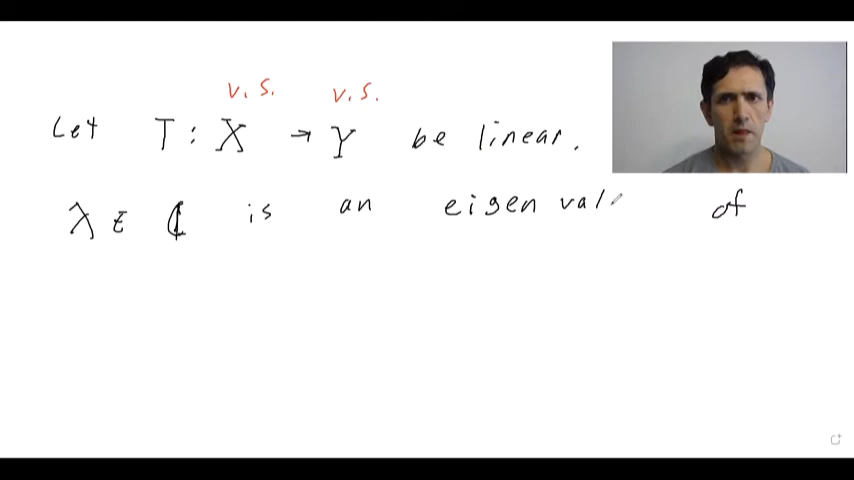 v.s. v.s.
Let T : X → Y be linear.
λ ∈ ℂ is an eigen val of